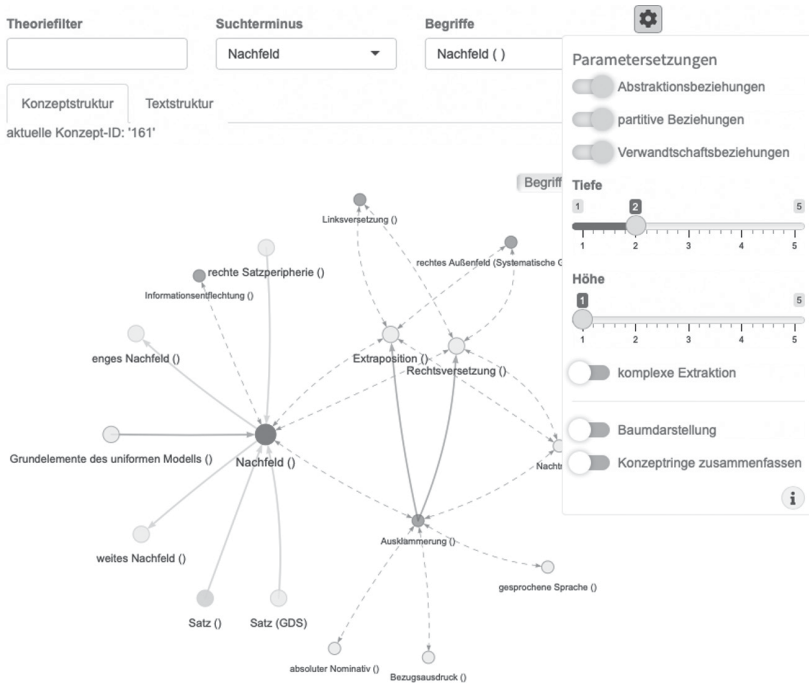 Theoriefilter
Suchterminus
Nachfeld
Begriffe
Nachfeld ( )
Konzeptstruktur
Textstruktur
aktuelle Konzept-ID: '161'
Parametersetzungen
Abstraktionsbeziehungen
partitive Beziehungen
Verwandtschaftsbeziehungen
Tiefe
1 2 5
1 2 3 4 5
Höhe
1 5
1 2 3 4 5
komplexe Extraktion
Baumdarstellung
Konzeptringe zusammenfassen
i
Begriff
Linksversetzung ()
rechtes Außenfeld (Systematische G
rechte Satzperipherie ()
Informationsentflechtung ()
enges Nachfeld ()
Extraposition ()
Rechtsversetzung ()
Grundelemente des uniformen Modells ()
Nachfeld ()
Nachtr
Ausklammerung ()
weites Nachfeld ()
gesprochene Sprache ()
Satz ()
Satz (GDS)
absoluter Nominativ ()
Bezugsausdruck ()